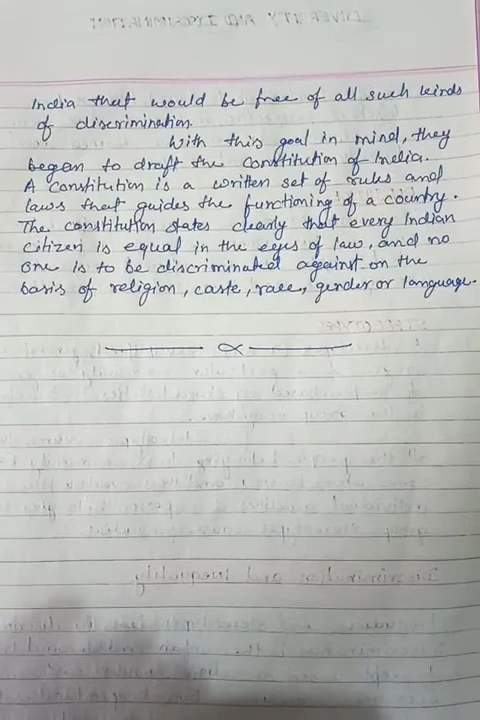 India that would be free of all such kinds
of discrimination.
With this goal in mind, they
began to draft the constitution of India.
A constitution is a written set of rules and
laws that guides the functioning of a country.
The constitution states clearly that every Indian
citizen is equal in the eyes of law, and no
one is to be discriminated against on the
basis of religion, caste, race, gender or language.